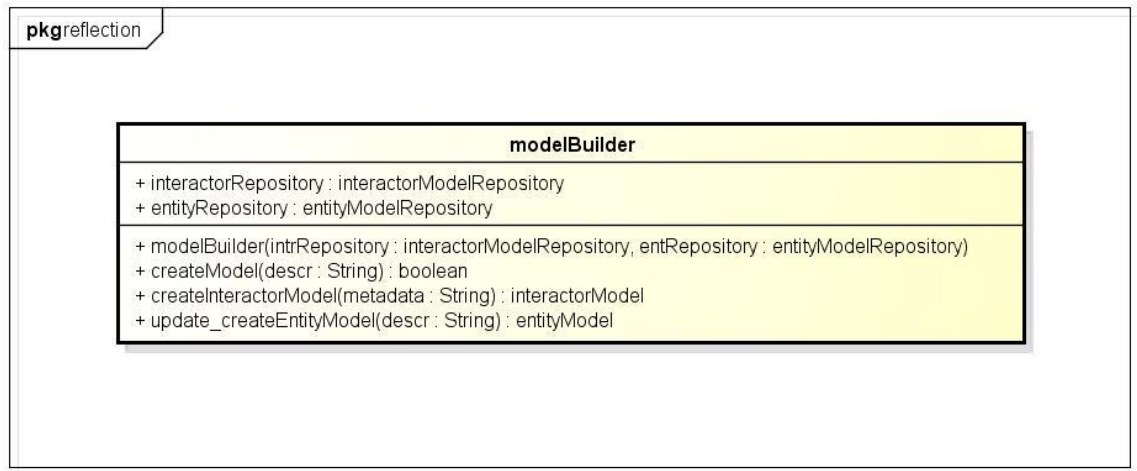 pkgreflection
modelBuilder
+ interactorRepository : interactorModelRepository
+ entityRepository : entityModelRepository
+ modelBuilder(intrRepository : interactorModelRepository, entRepository : entityModelRepository)
+ createModel(descr : String) : boolean
+ createInteractorModel(metadata : String) : interactorModel
+ update_createEntityModel(descr : String) : entityModel